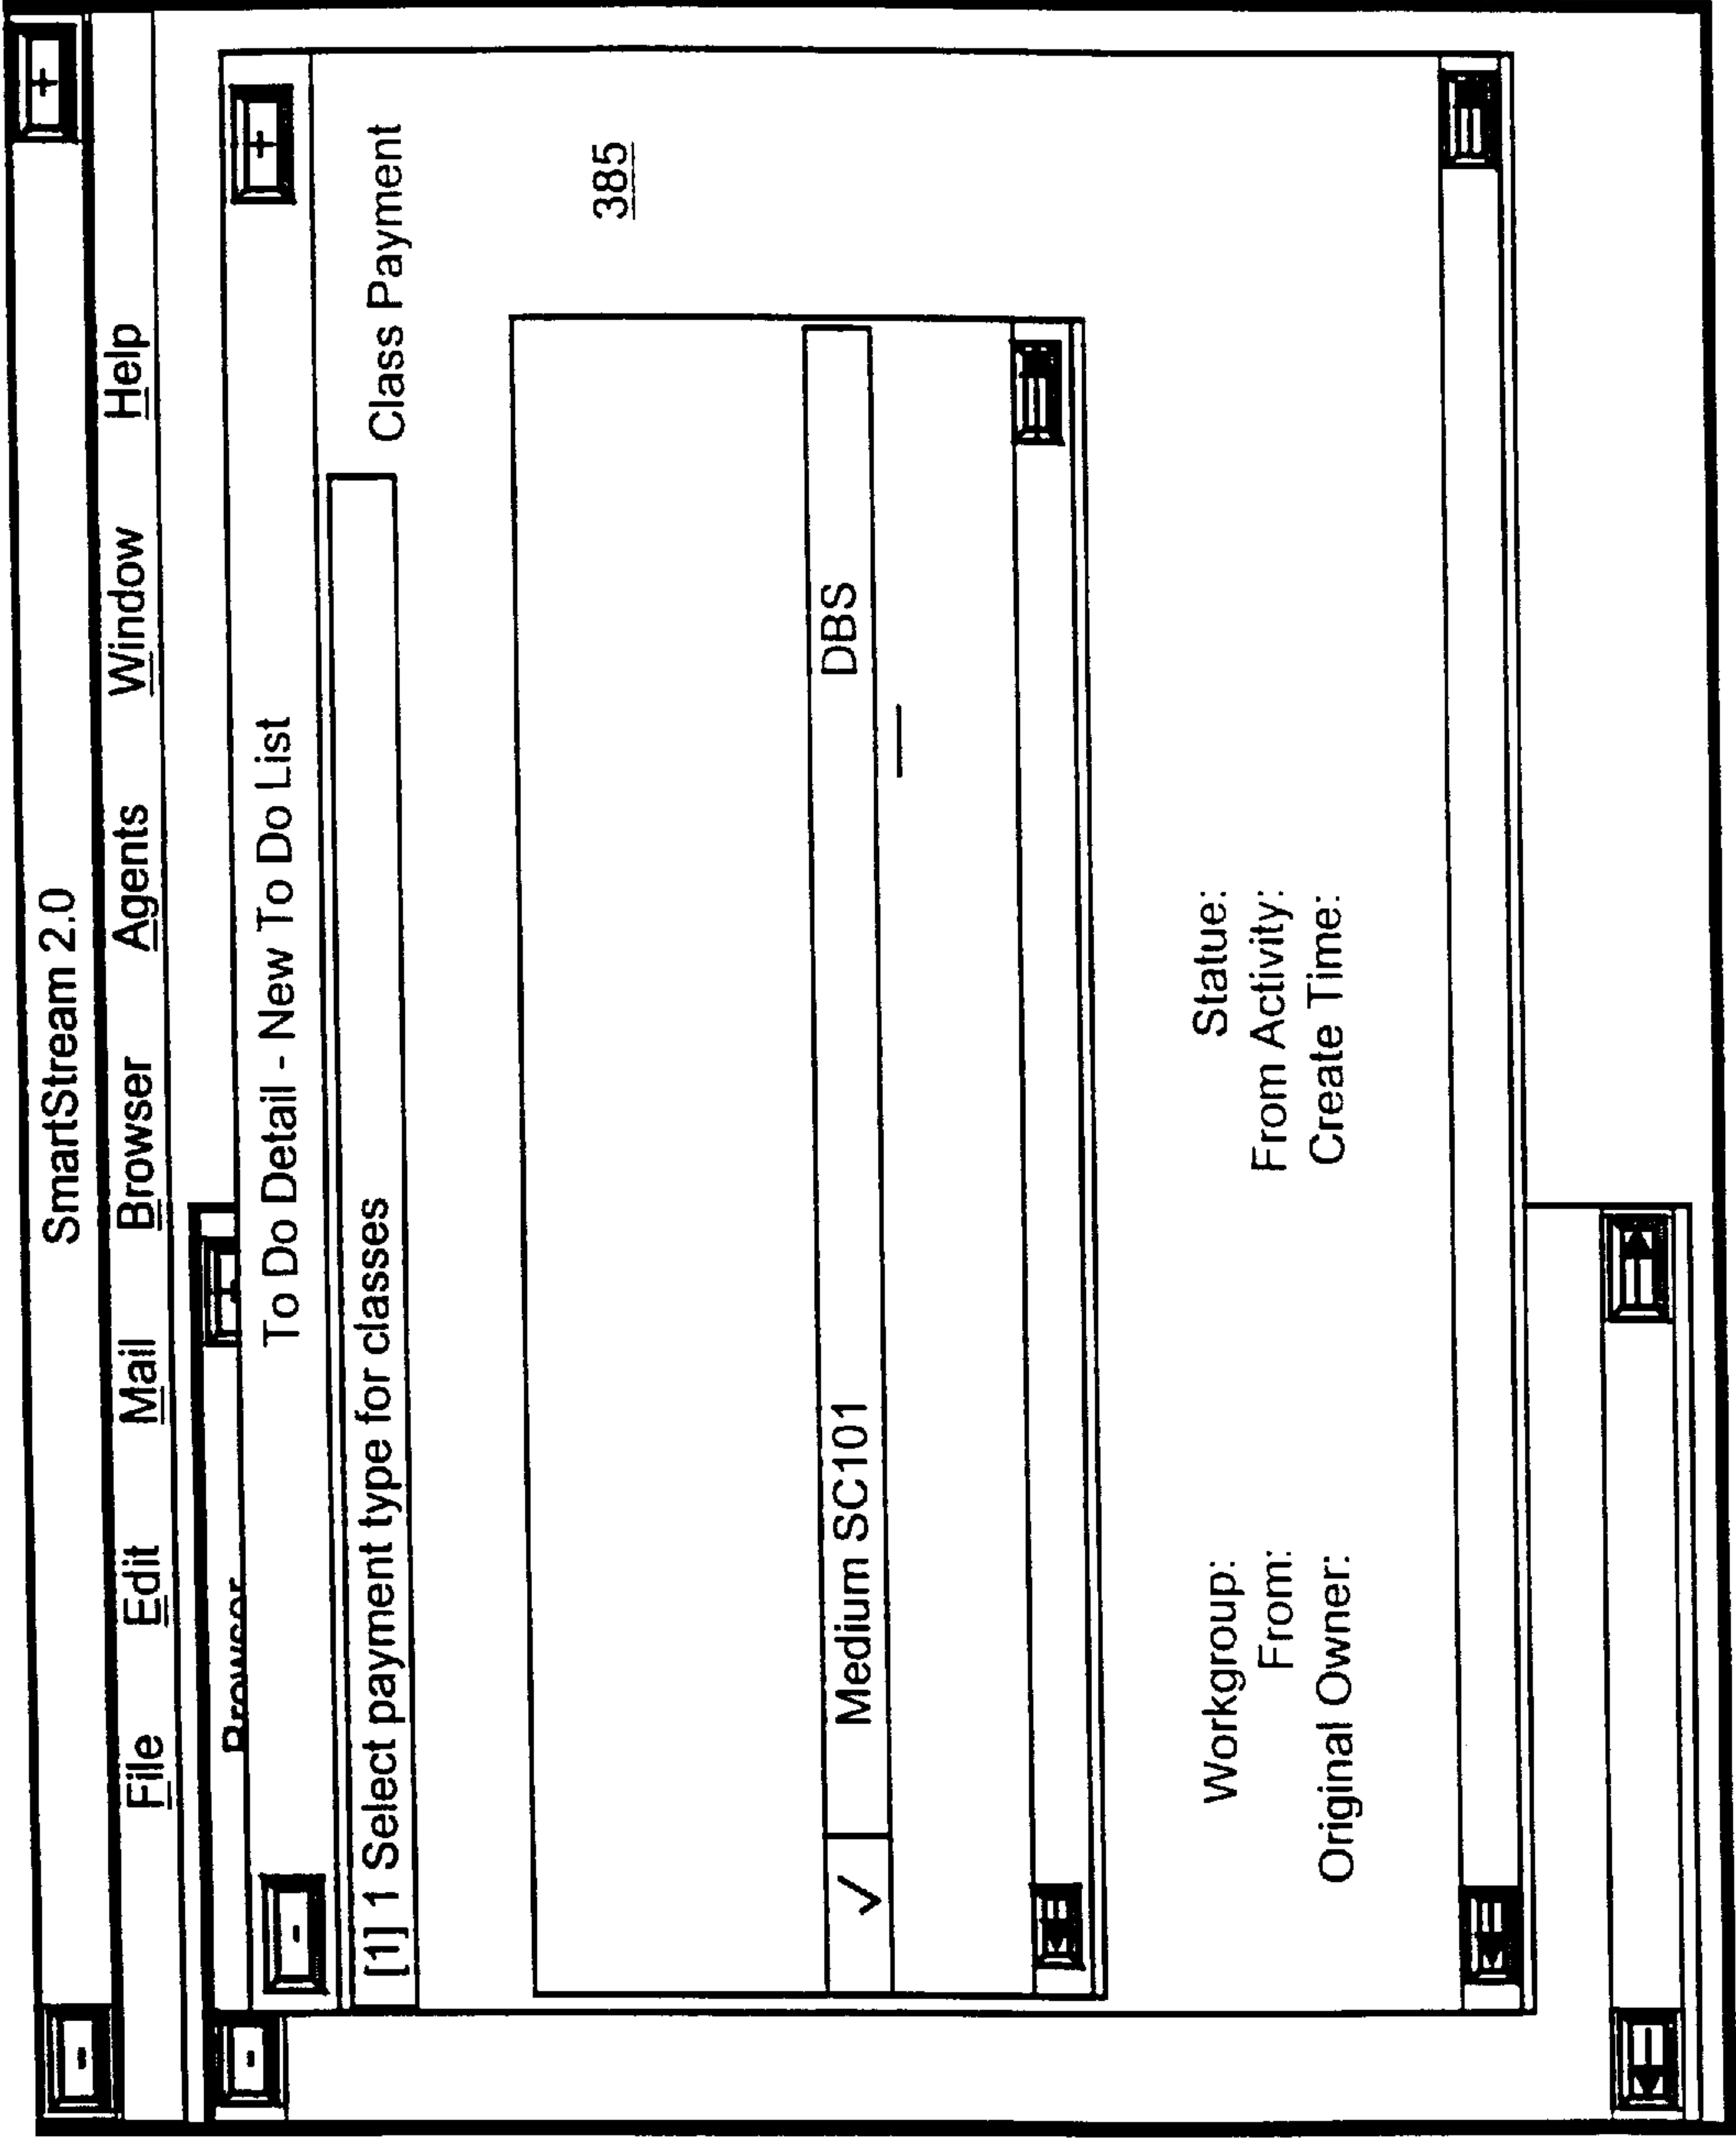 SmartStream 2.0
File Edit Mail Browser Agents Window Help
Browser
To Do Detail - New To Do List
[1] 1 Select payment type for classes
Class Payment
385
✓ Medium SC101 DBS
Workgroup: Statue:
From: From Activity:
Original Owner: Create Time: